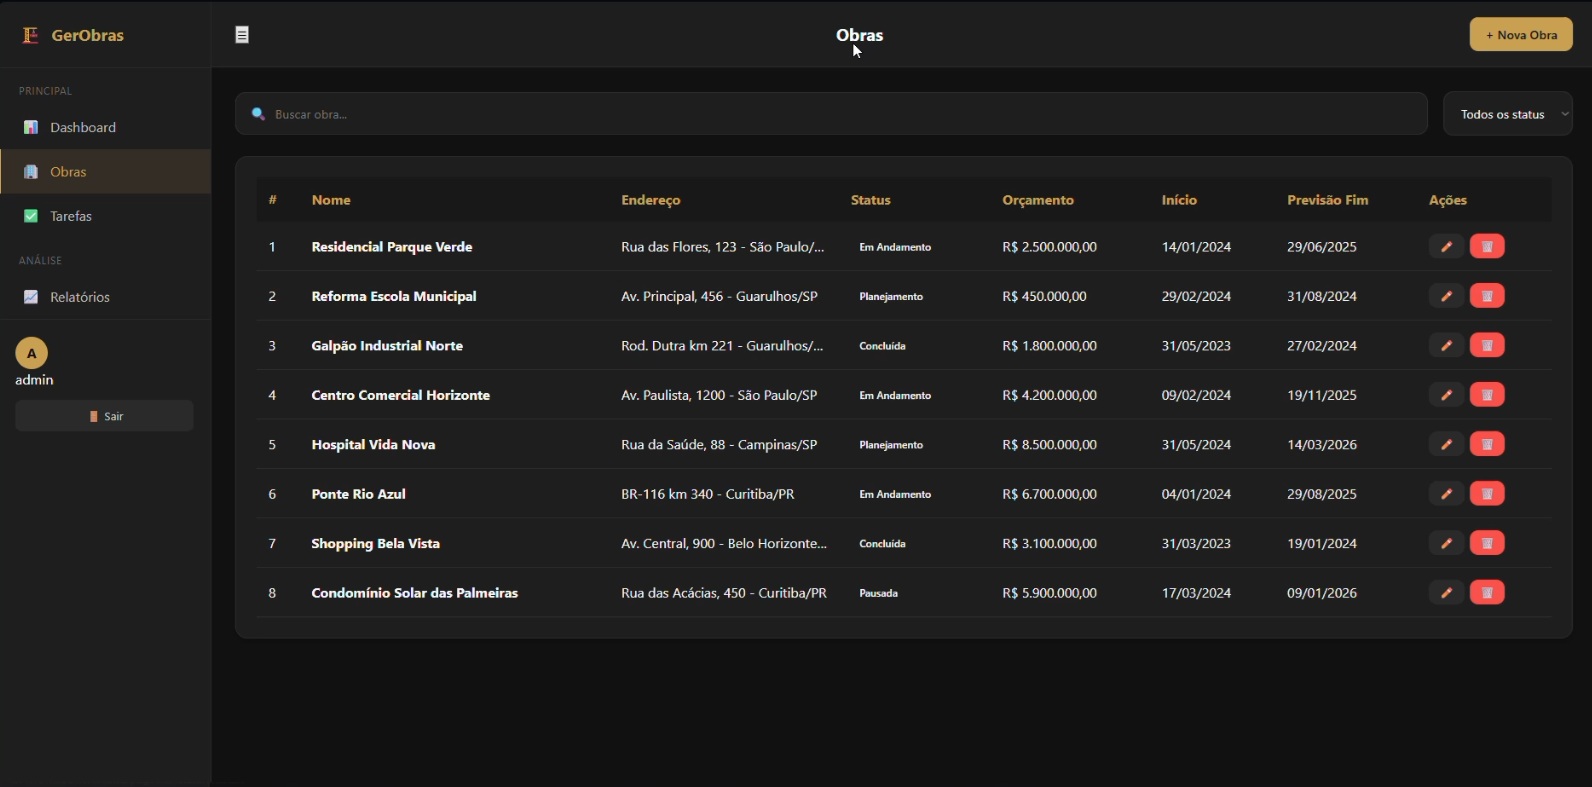 GerObras
Obras
+ Nova Obra
PRINCIPAL
Dashboard
Obras
Tarefas
ANÁLISE
Relatórios
A
admin
Sair
Buscar obra...
Todos os status
# Nome Endereço Status Orçamento Início Previsão Fim Ações
1 Residencial Parque Verde Rua das Flores, 123 - São Paulo/... Em Andamento R$ 2.500.000,00 14/01/2024 29/06/2025
2 Reforma Escola Municipal Av. Principal, 456 - Guarulhos/SP Planejamento R$ 450.000,00 29/02/2024 31/08/2024
3 Galpão Industrial Norte Rod. Dutra km 221 - Guarulhos/... Concluída R$ 1.800.000,00 31/05/2023 27/02/2024
4 Centro Comercial Horizonte Av. Paulista, 1200 - São Paulo/SP Em Andamento R$ 4.200.000,00 09/02/2024 19/11/2025
5 Hospital Vida Nova Rua da Saúde, 88 - Campinas/SP Planejamento R$ 8.500.000,00 31/05/2024 14/03/2026
6 Ponte Rio Azul BR-116 km 340 - Curitiba/PR Em Andamento R$ 6.700.000,00 04/01/2024 29/08/2025
7 Shopping Bela Vista Av. Central, 900 - Belo Horizonte... Concluída R$ 3.100.000,00 31/03/2023 19/01/2024
8 Condomínio Solar das Palmeiras Rua das Acácias, 450 - Curitiba/PR Pausada R$ 5.900.000,00 17/03/2024 09/01/2026